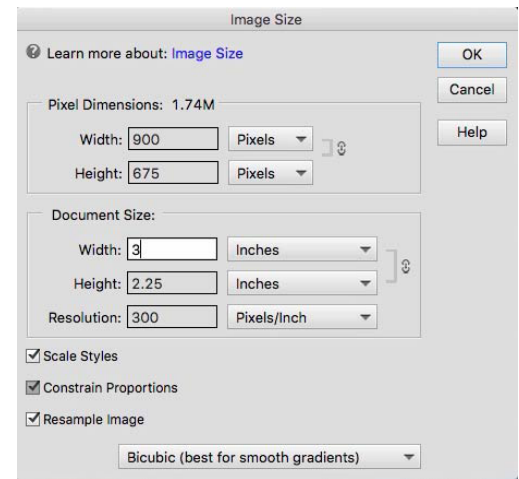 Image Size
Learn more about: Image Size
OK
Cancel
Help
Pixel Dimensions: 1.74M
Width: 900 Pixels
Height: 675 Pixels
Document Size:
Width: 3 Inches
Height: 2.25 Inches
Resolution: 300 Pixels/Inch
Scale Styles
Constrain Proportions
Resample Image
Bicubic (best for smooth gradients)